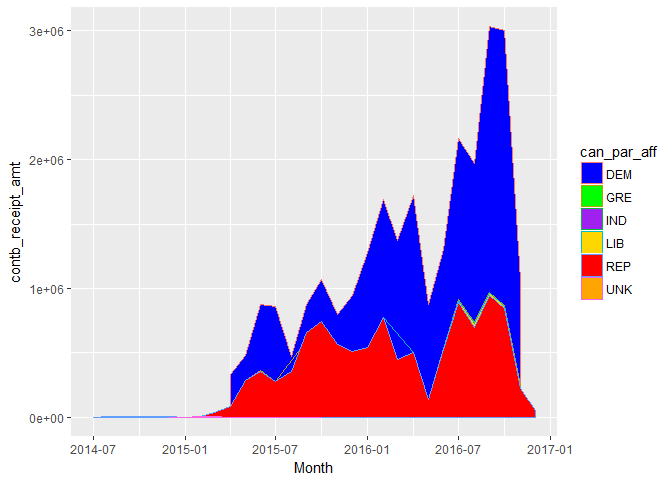 3e+06
2e+06
1e+06
0e+00
contb_receipt_amt
2014-07 2015-01 2015-07 2016-01 2016-07 2017-01
Month
can_par_aff
DEM
GRE
IND
LIB
REP
UNK